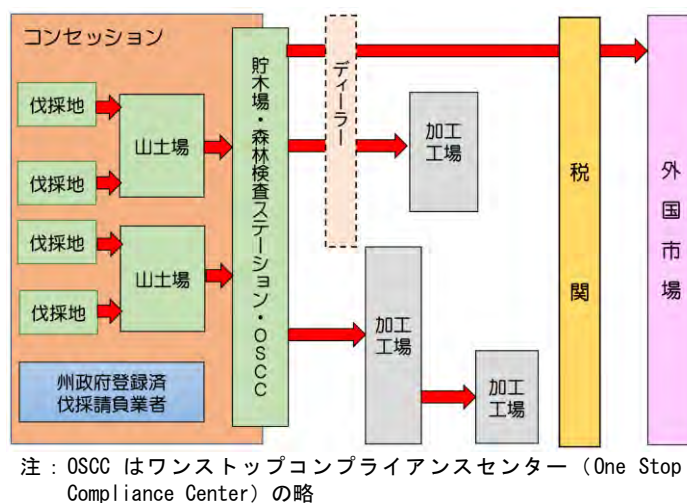 コンセッション
伐採地
伐採地
伐採地
伐採地
山土場
山土場
州政府登録済
伐採請負業者
貯木場・森林検査ステーション・OSCC
ディーラー
加工
工場
加工
工場
加工
工場
税関
外国市場
注：OSCC はワンストップコンプライアンスセンター（One Stop
Compliance Center）の略